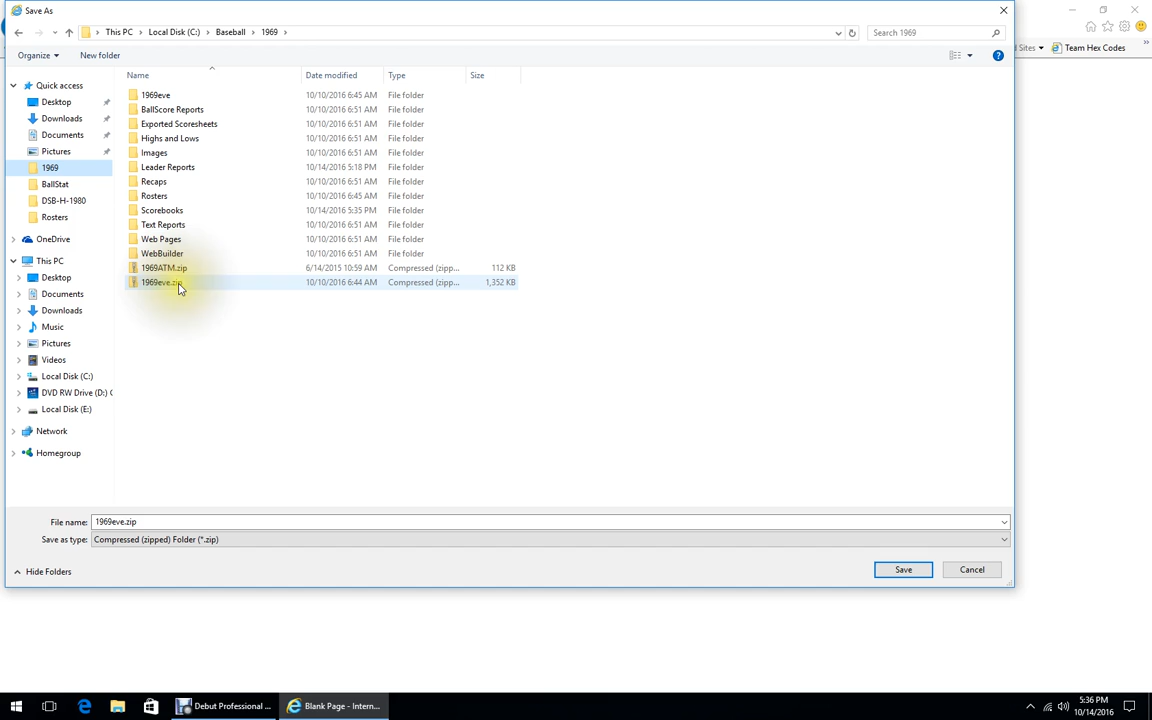 Save As
This PC > Local Disk (C:) > Baseball > 1969 >
Search 1969
Organize
New folder
d Sites
Team Hex Codes
Name
Date modified
Type
Size
Quick access
Desktop
Downloads
Documents
Pictures
1969
BallStat
DSB-H-1980
Rosters
OneDrive
This PC
Desktop
Documents
Downloads
Music
Pictures
Videos
Local Disk (C:)
DVD RW Drive (D:) C
Local Disk (E:)
Network
Homegroup
1969eve 10/10/2016 6:45 AM File folder
BallScore Reports 10/10/2016 6:51 AM File folder
Exported Scoresheets 10/10/2016 6:51 AM File folder
Highs and Lows 10/10/2016 6:51 AM File folder
Images 10/10/2016 6:51 AM File folder
Leader Reports 10/14/2016 5:18 PM File folder
Recaps 10/10/2016 6:51 AM File folder
Rosters 10/10/2016 6:45 AM File folder
Scorebooks 10/14/2016 5:35 PM File folder
Text Reports 10/10/2016 6:51 AM File folder
Web Pages 10/10/2016 6:51 AM File folder
WebBuilder 10/10/2016 6:51 AM File folder
1969ATM.zip 6/14/2015 10:59 AM Compressed (zipp... 112 KB
1969eve.zip 10/10/2016 6:44 AM Compressed (zipp... 1,352 KB
File name: 1969eve.zip
Save as type: Compressed (zipped) Folder (*.zip)
Hide Folders
Save
Cancel
Debut Professional ...
Blank Page - Intern...
5:36 PM
10/14/2016